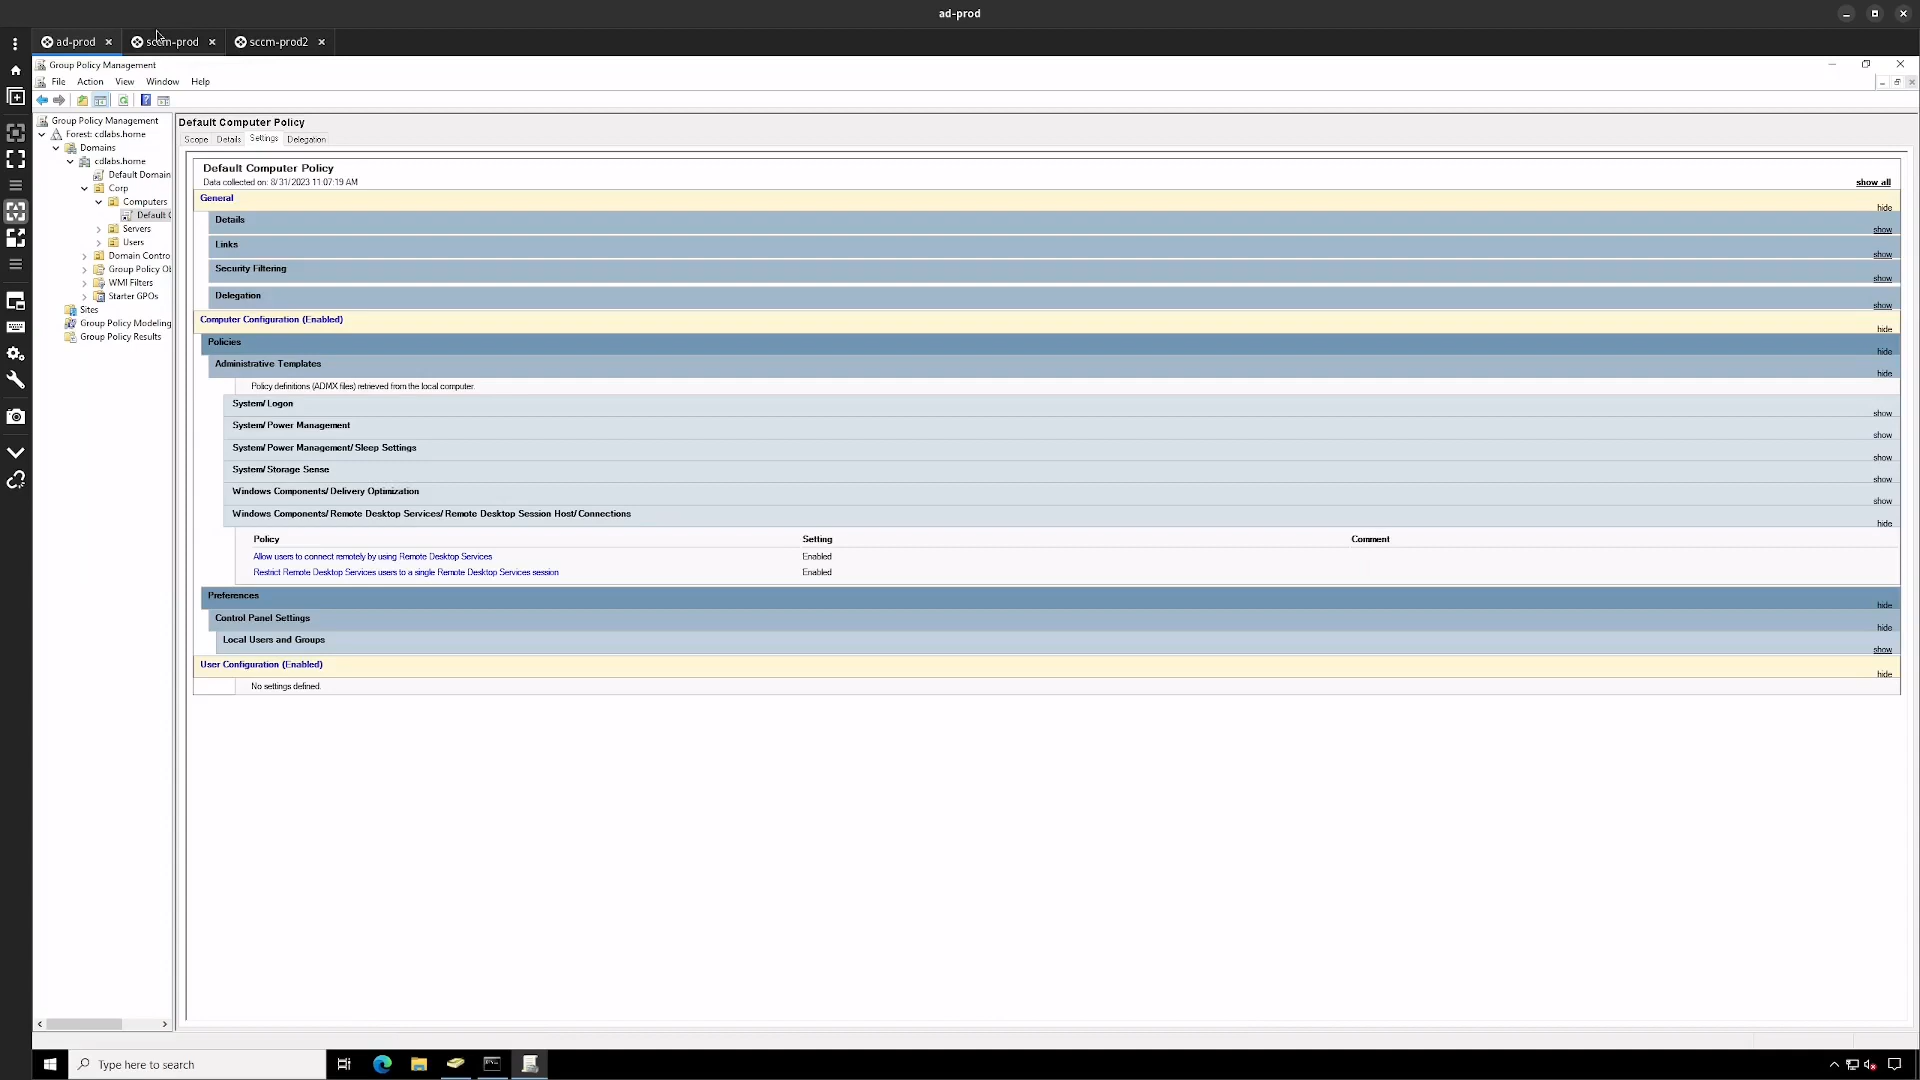 ad-prod
ad-prod
sccm-prod
sccm-prod2
Group Policy Management
File Action View Window Help
Group Policy Management
Forest: cdlabs.home
Domains
cdlabs.home
Default Domain
Corp
Computers
Default C
Servers
Users
Domain Contro
Group Policy Ob
WMI Filters
Starter GPOs
Sites
Group Policy Modeling
Group Policy Results
Default Computer Policy
Scope Details Settings Delegation
Default Computer Policy
Data collected on: 8/31/2023 11:07:19 AM
show all
General
hide
Details
show
Links
show
Security Filtering
show
Delegation
show
Computer Configuration (Enabled)
hide
Policies
hide
Administrative Templates
hide
Policy definitions (ADMX files) retrieved from the local computer.
System/Logon
show
System/Power Management
show
System/Power Management/Sleep Settings
show
System/Storage Sense
show
Windows Components/Delivery Optimization
show
Windows Components/Remote Desktop Services/Remote Desktop Session Host/Connections
hide
Policy Setting Comment
Allow users to connect remotely by using Remote Desktop Services Enabled
Restrict Remote Desktop Services users to a single Remote Desktop Services session Enabled
Preferences
hide
Control Panel Settings
hide
Local Users and Groups
show
User Configuration (Enabled)
hide
No settings defined.
Type here to search